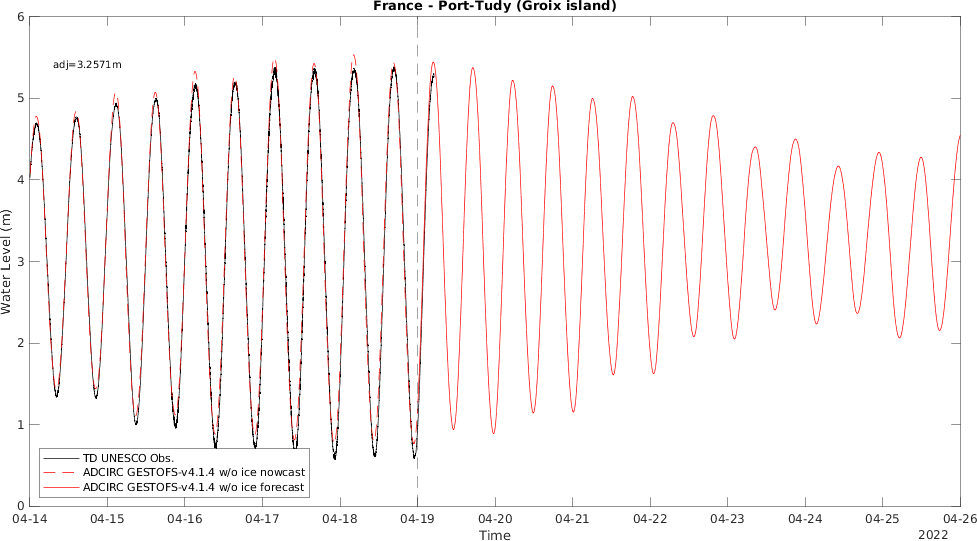 France - Port-Tudy (Groix island)
6
adj=3.2571m
5
4
3
2
1
0
Water Level (m)
TD UNESCO Obs.
ADCIRC GESTOFS-v4.1.4 w/o ice nowcast
ADCIRC GESTOFS-v4.1.4 w/o ice forecast
04-14 04-15 04-16 04-17 04-18 04-19 04-20 04-21 04-22 04-23 04-24 04-25 04-26
Time
2022